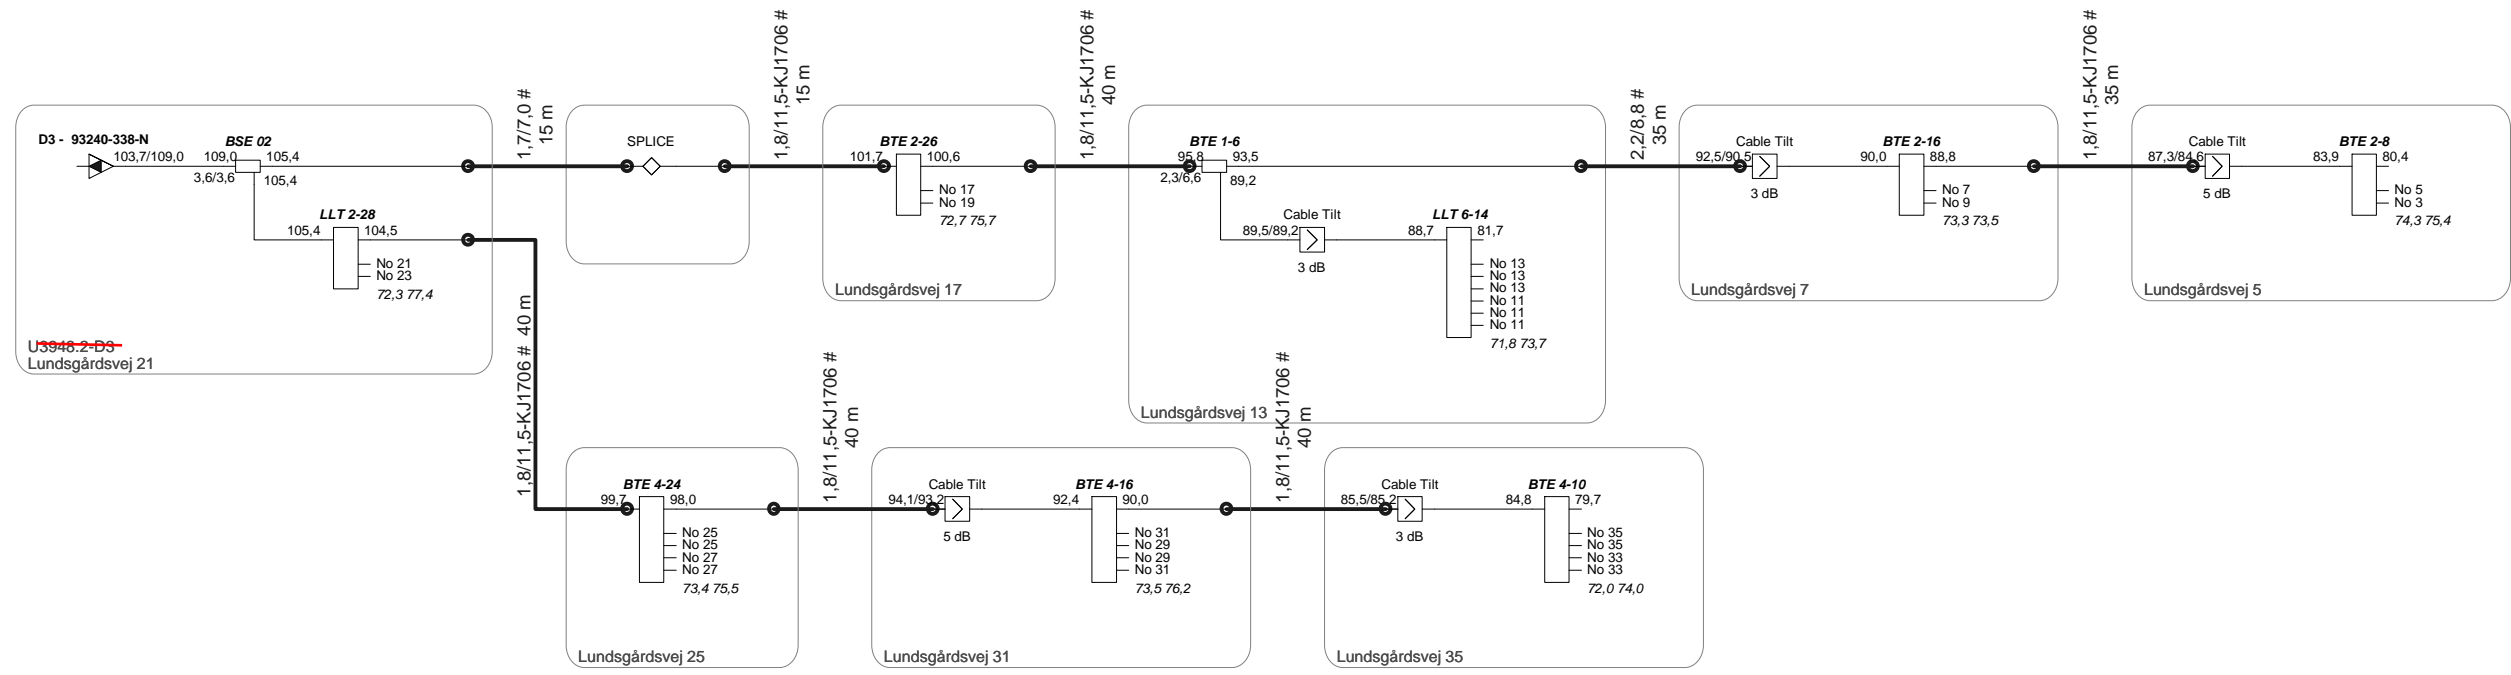 1,7/7,0 #
15 m
1,8/11,5-KJ1706 #
15 m
1,8/11,5-KJ1706 #
40 m
2,2/8,8 #
35 m
1,8/11,5-KJ1706 #
35 m
D3 - 93240-338-N
103,7/109,0
BSE 02
109,0
105,4
3,6/3,6
105,4
LLT 2-28
105,4
104,5
No 21
No 23
72,3 77,4
U3948.2-D3
Lundsgårdsvej 21
SPLICE
BTE 2-26
101,7
100,6
No 17
No 19
72,7 75,7
Lundsgårdsvej 17
BTE 1-6
95,8
93,5
2,3/6,6
89,2
Cable Tilt
89,5/89,2
3 dB
LLT 6-14
88,7
81,7
No 13
No 13
No 13
No 11
No 11
No 11
71,8 73,7
Lundsgårdsvej 13
Cable Tilt
92,5/90,5
3 dB
BTE 2-16
90,0
88,8
No 7
No 9
73,3 73,5
Lundsgårdsvej 7
Cable Tilt
87,3/84,6
5 dB
BTE 2-8
83,9
80,4
No 5
No 3
74,3 75,4
Lundsgårdsvej 5
1,8/11,5-KJ1706 # 40 m
1,8/11,5-KJ1706 #
40 m
1,8/11,5-KJ1706 #
40 m
BTE 4-24
99,7
98,0
No 25
No 25
No 27
No 27
73,4 75,5
Lundsgårdsvej 25
Cable Tilt
94,1/93,2
5 dB
BTE 4-16
92,4
90,0
No 31
No 29
No 29
No 31
73,5 76,2
Lundsgårdsvej 31
Cable Tilt
85,5/85,2
3 dB
BTE 4-10
84,8
79,7
No 35
No 35
No 33
No 33
72,0 74,0
Lundsgårdsvej 35